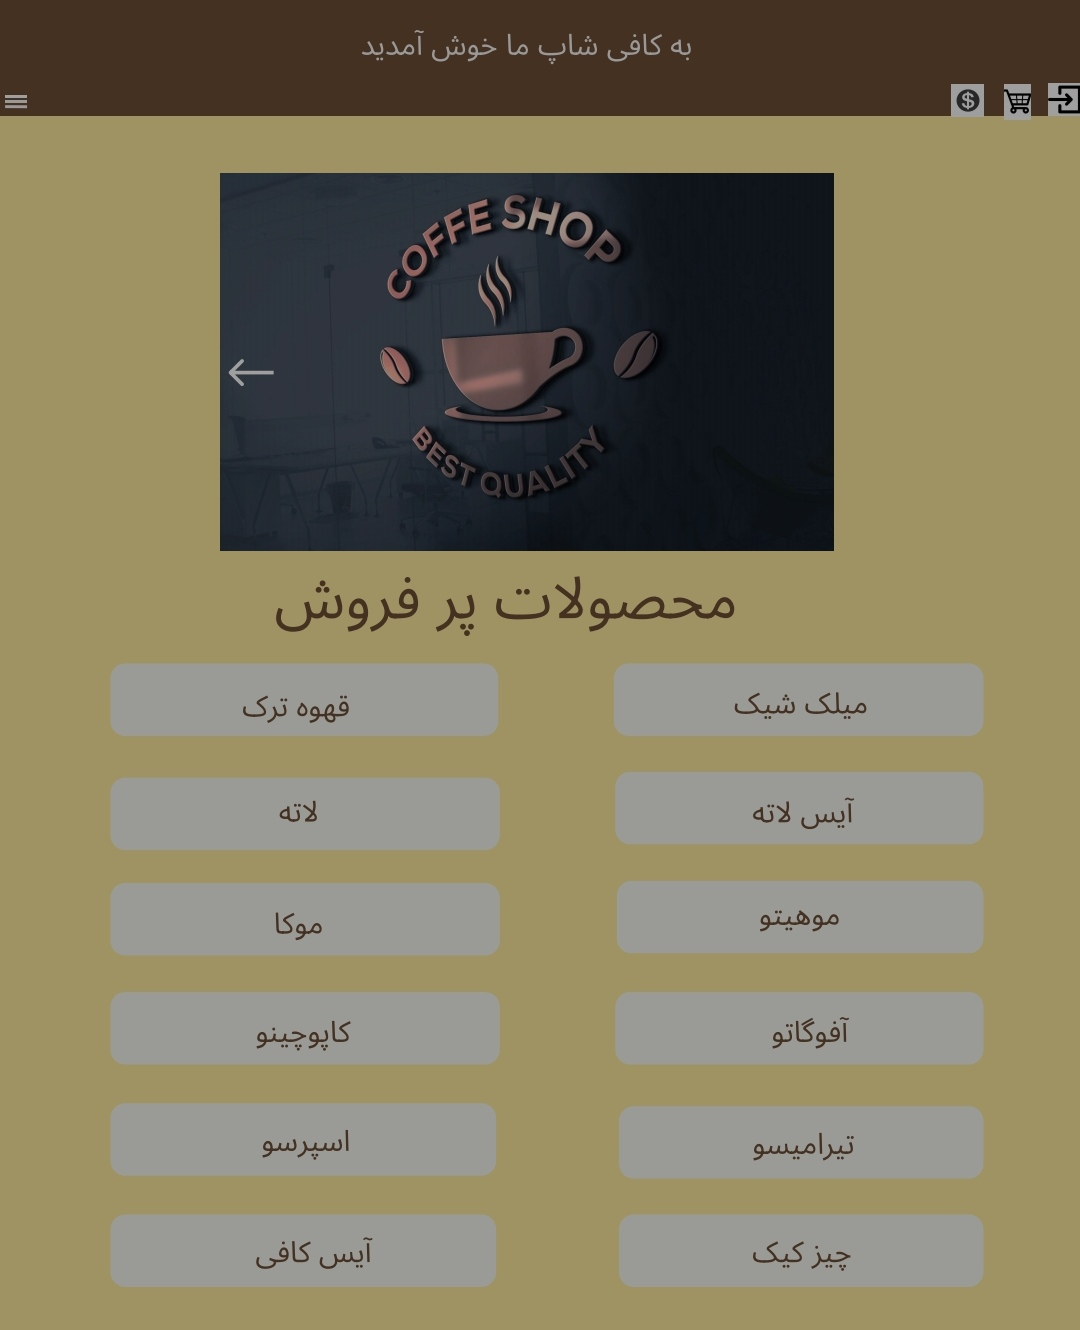 به کافی شاپ ما خوش آمدید
COFFE SHOP
BEST QUALITY
محصولات پر فروش
میلک شیک
قهوه ترک
آیس لاته
لاته
موهیتو
موکا
آفوگاتو
کاپوچینو
تیرامیسو
اسپرسو
چیز کیک
آیس کافی